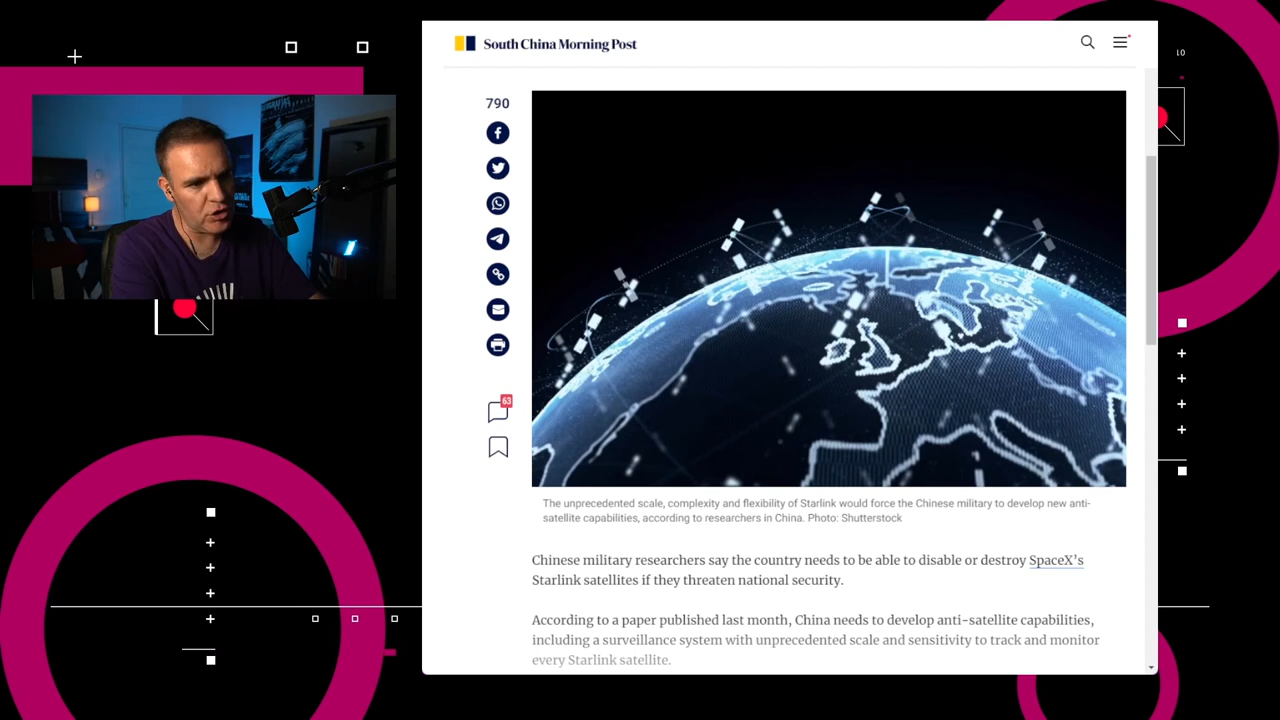 South China Morning Post
10
790
63
The unprecedented scale, complexity and flexibility of Starlink would force the Chinese military to develop new anti-
satellite capabilities, according to researchers in China. Photo: Shutterstock
Chinese military researchers say the country needs to be able to disable or destroy SpaceX's
Starlink satellites if they threaten national security.
According to a paper published last month, China needs to develop anti-satellite capabilities,
including a surveillance system with unprecedented scale and sensitivity to track and monitor
every Starlink satellite.